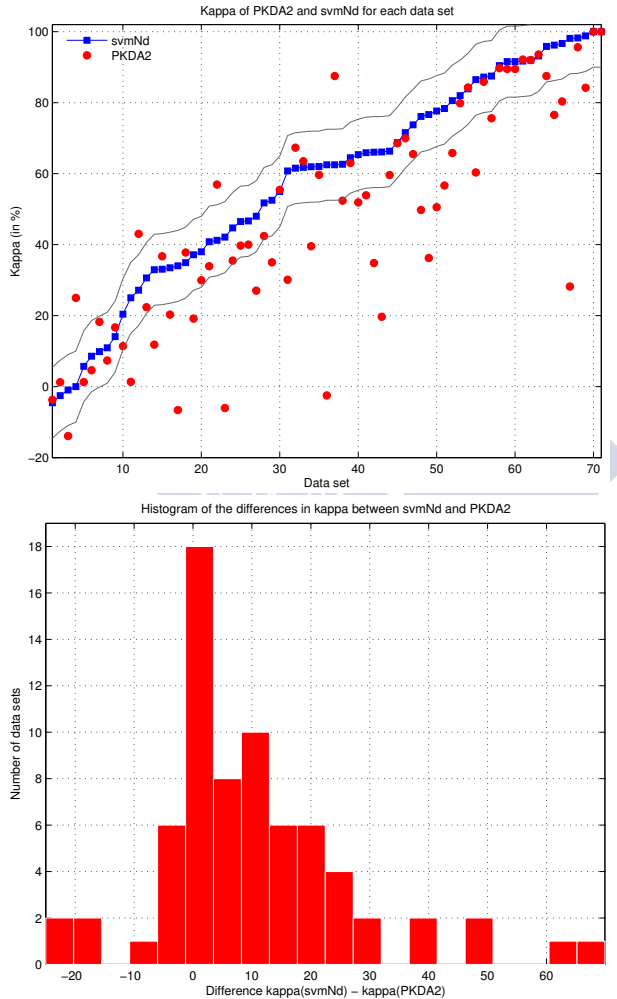 Kappa of PKDA2 and svmNd for each data set
svmNd
PKDA2
Kappa (in %)
100
80
60
40
20
0
−20
10 20 30 40 50 60 70
Data set
Histogram of the differences in kappa between svmNd and PKDA2
Number of data sets
18
16
14
12
10
8
6
4
2
0
−20 −10 0 10 20 30 40 50 60
Difference kappa(svmNd) − kappa(PKDA2)